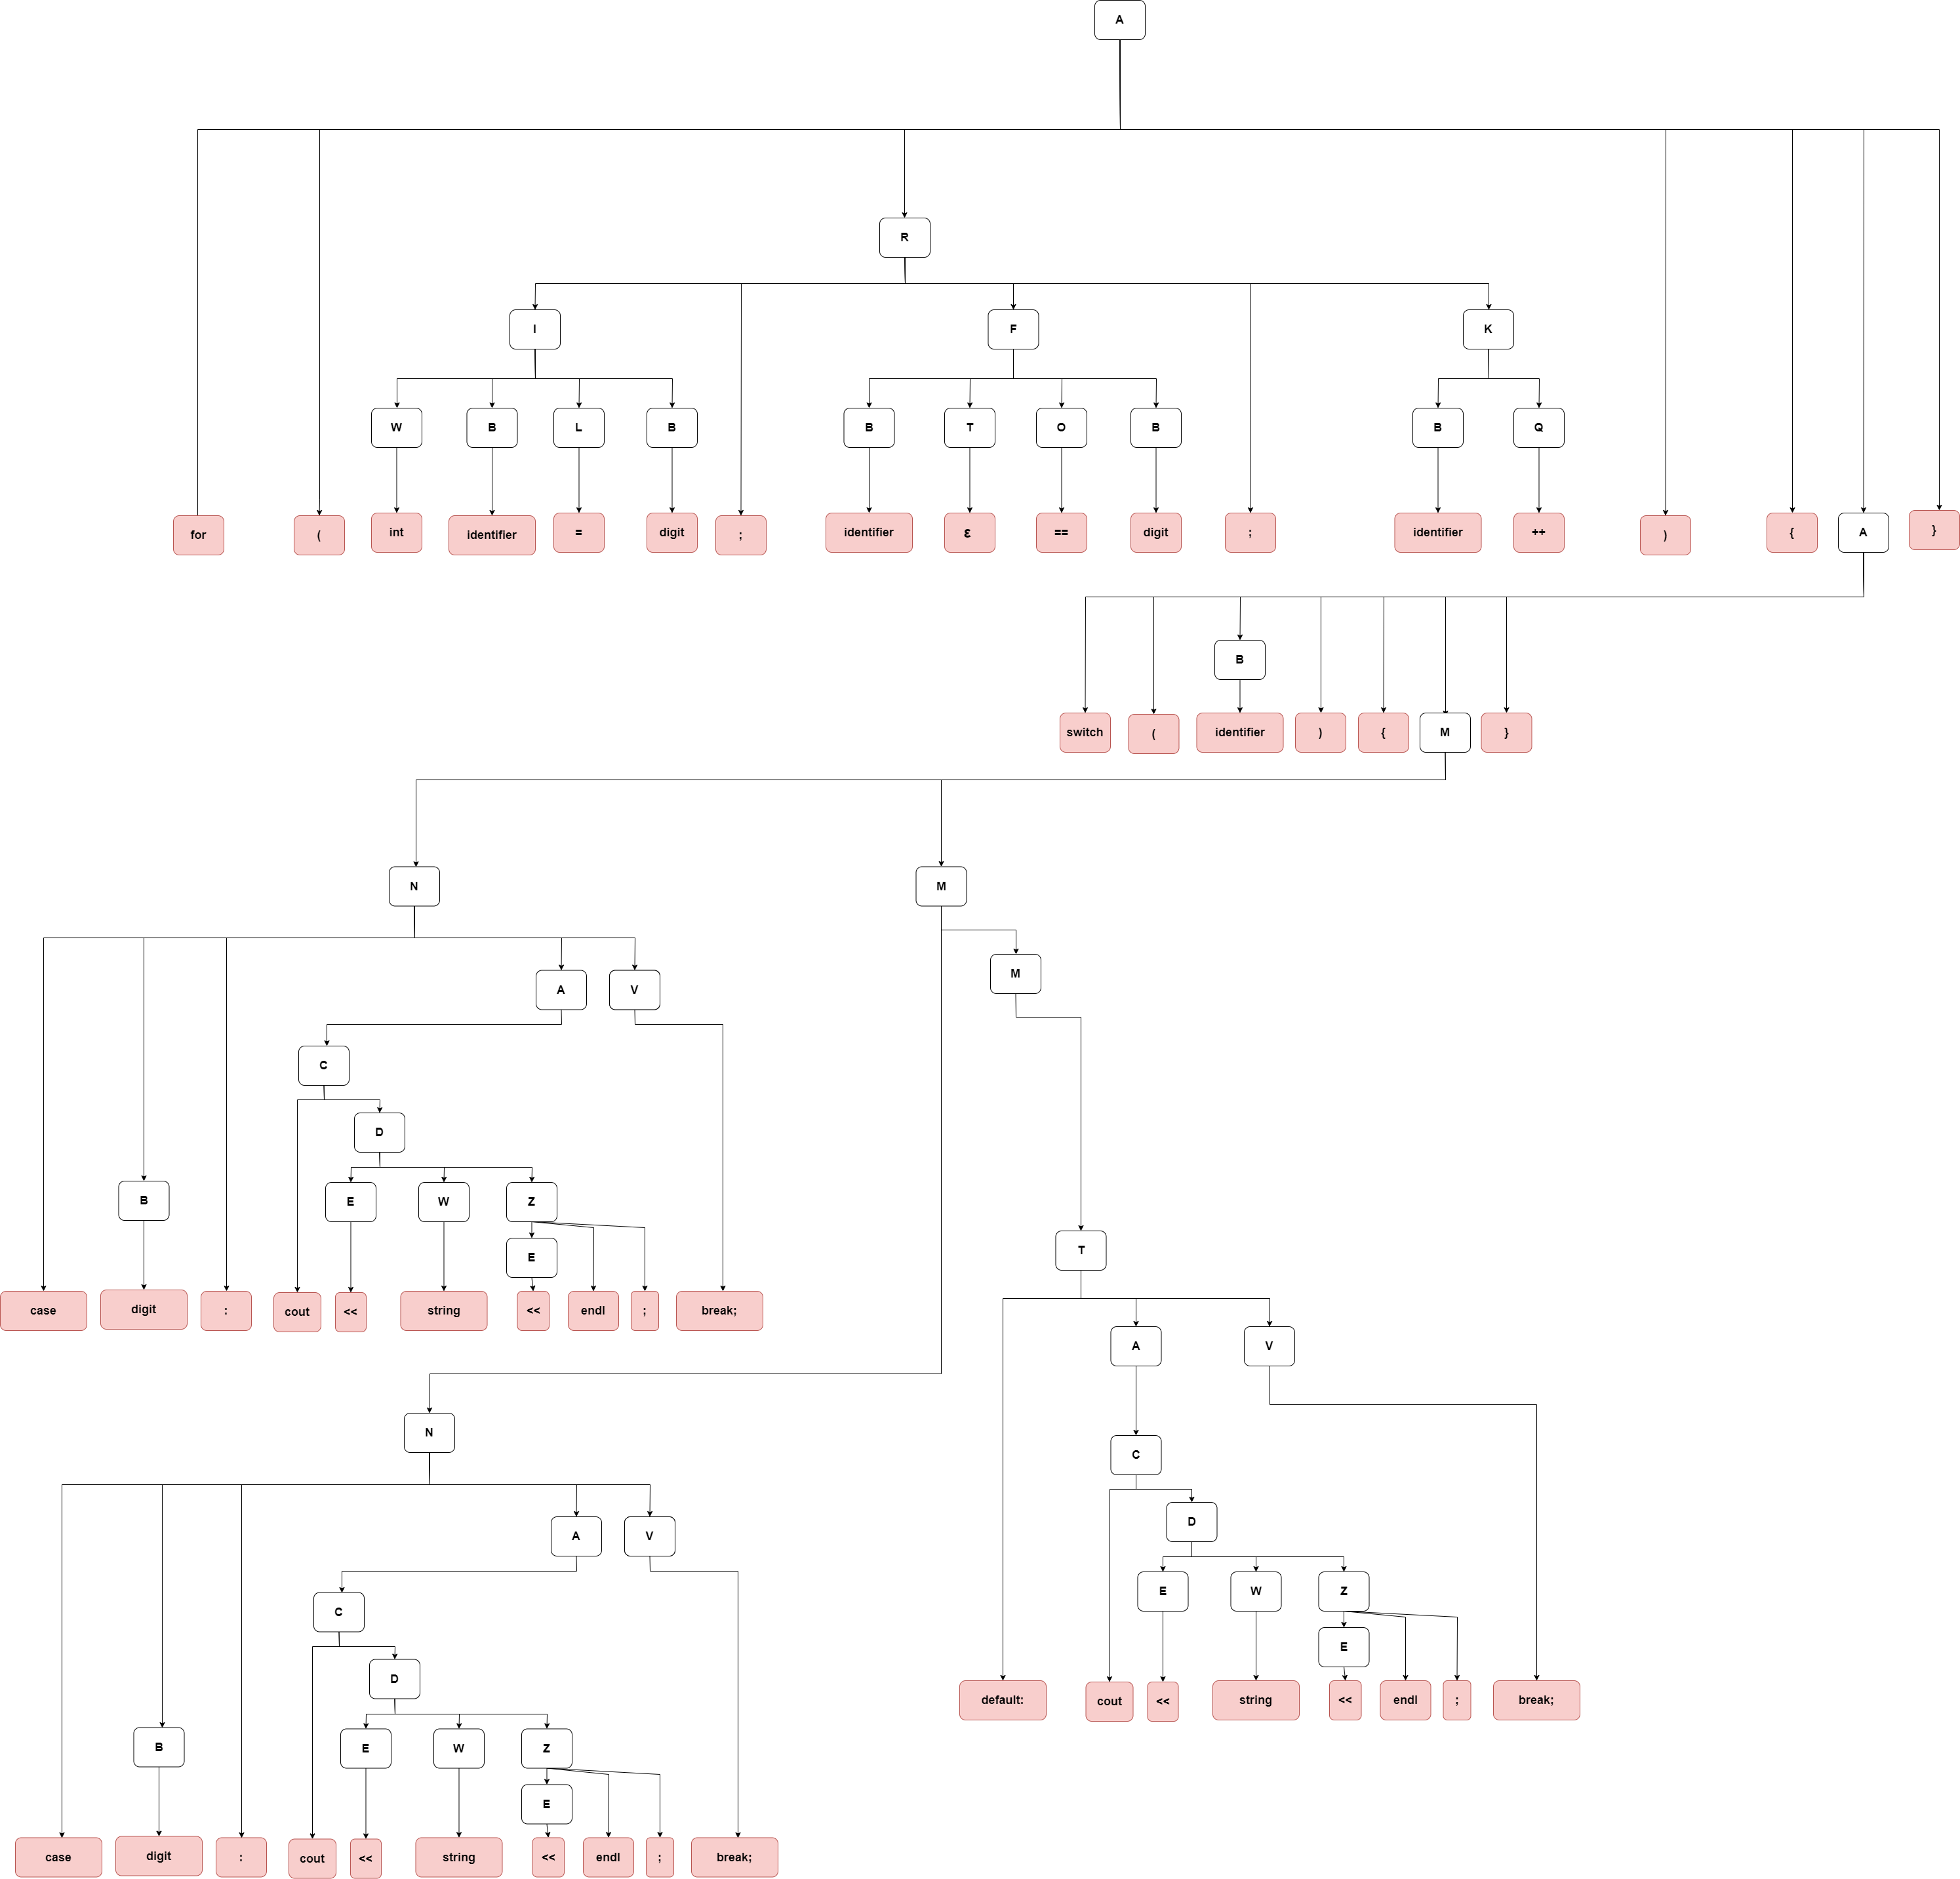 A
R
I F K
W B L B B T O B B Q
for ( int identifier = digit ; identifier ε == digit ; identifier ++ ) { A }
B
switch ( identifier ) { M }
N M
M
A V
C
D
B E W Z
T
E
case digit : cout << string << endl ; break;
A V
N
C
D
A V
E W Z
C
E
D
default: cout << string << endl ; break;
B E W Z
E
case digit : cout << string << endl ; break;